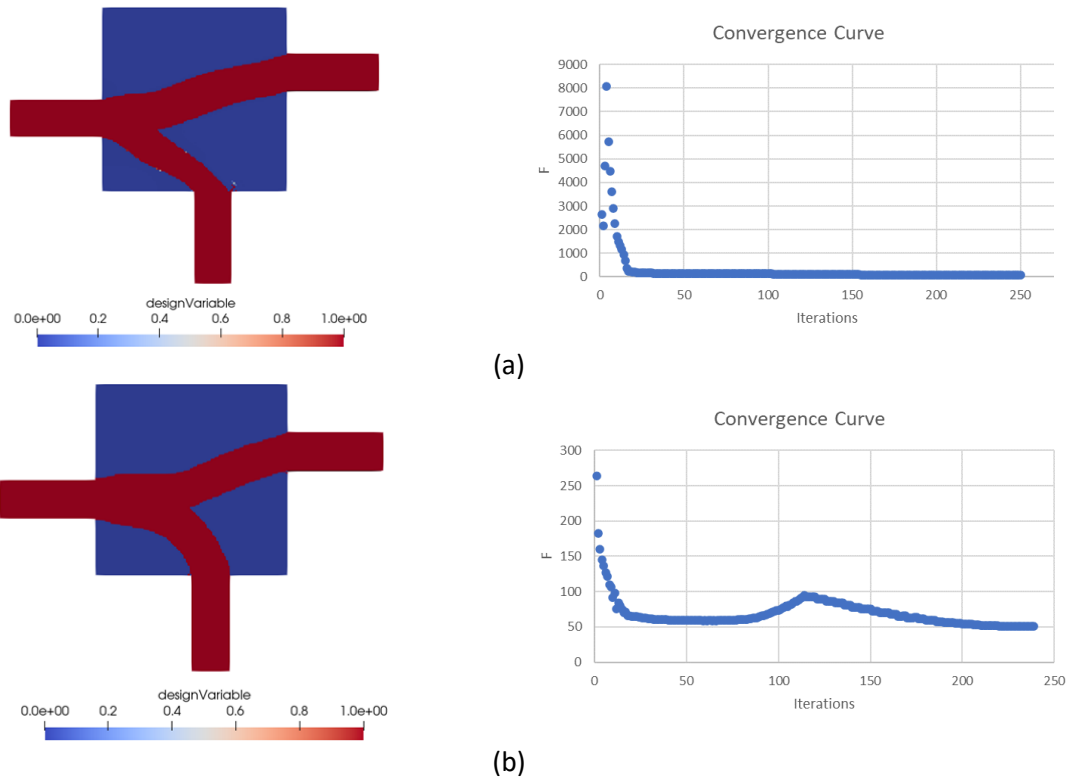 designVariable
0.0e+00 0.2 0.4 0.6 0.8 1.0e+00
Convergence Curve
9000
8000
7000
6000
5000
4000
3000
2000
1000
0
F
0 50 100 150 200 250
Iterations
(a)
designVariable
0.0e+00 0.2 0.4 0.6 0.8 1.0e+00
Convergence Curve
300
250
200
150
100
50
0
F
0 50 100 150 200 250
Iterations
(b)